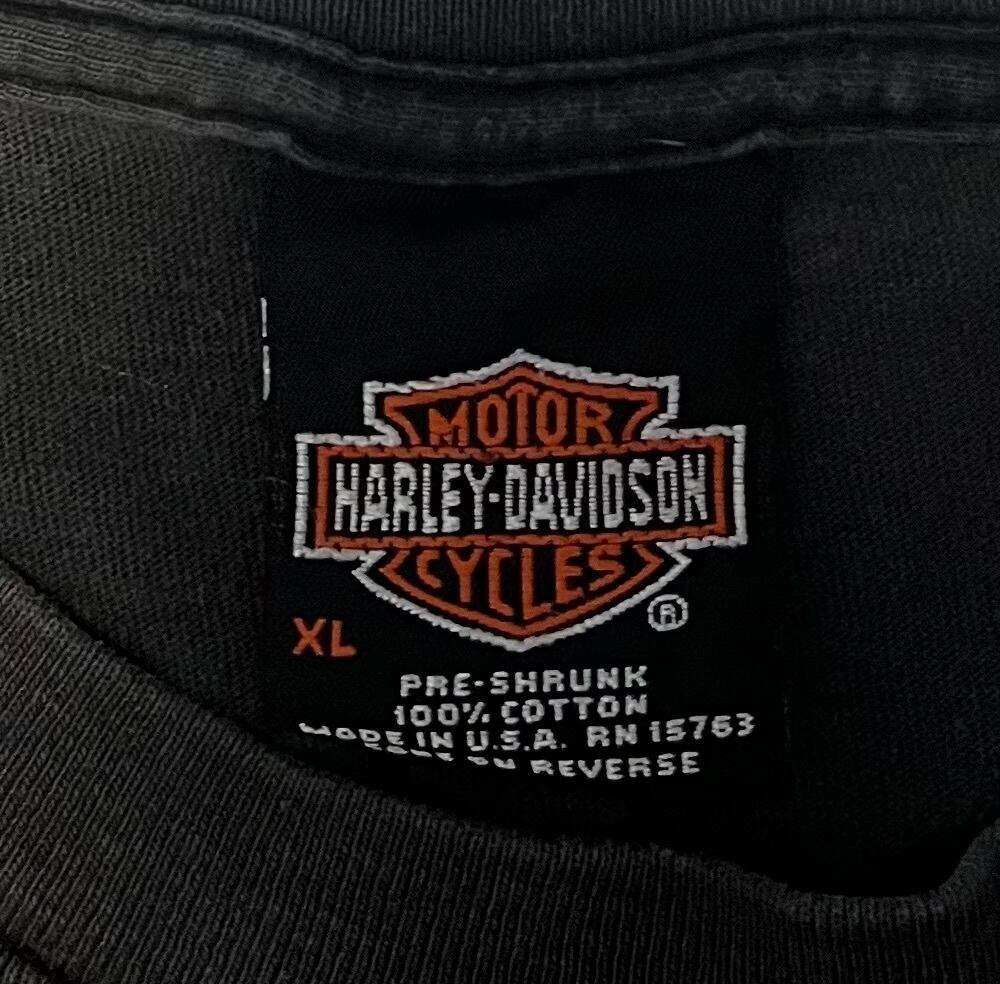 MOTOR
HARLEY-DAVIDSON
CYCLES
®
XL
PRE-SHRUNK
100% COTTON
MADE IN U.S.A. RN 15763
REVERSE